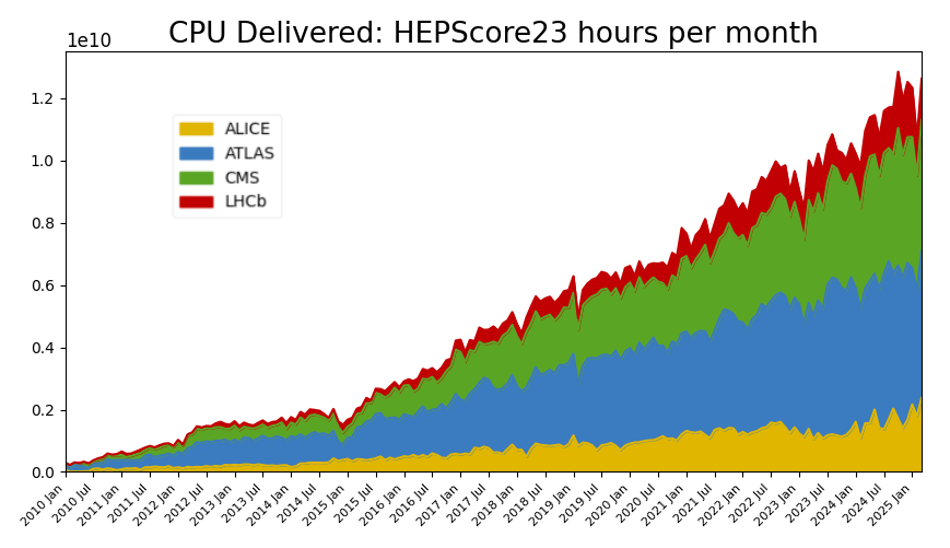 CPU Delivered: HEPScore23 hours per month
1e10
1.2
1.0
0.8
0.6
0.4
0.2
0.0
ALICE
ATLAS
CMS
LHCb
2010 Jan
2010 Jul
2011 Jan
2011 Jul
2012 Jan
2012 Jul
2013 Jan
2013 Jul
2014 Jan
2014 Jul
2015 Jan
2015 Jul
2016 Jan
2016 Jul
2017 Jan
2017 Jul
2018 Jan
2018 Jul
2019 Jan
2019 Jul
2020 Jan
2020 Jul
2021 Jan
2021 Jul
2022 Jan
2022 Jul
2023 Jan
2023 Jul
2024 Jan
2024 Jul
2025 Jan